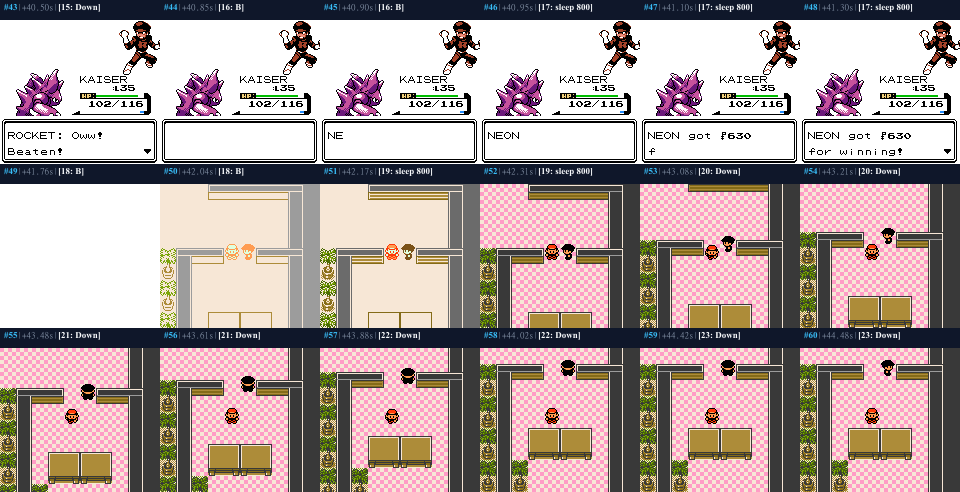 #43|+40.50s|[15: Down]
#44|+40.85s|[16: B]
#45|+40.90s|[16: B]
#46|+40.95s|[17: sleep 800]
#47|+41.10s|[17: sleep 800]
#48|+41.30s|[17: sleep 800]
KAISER
:L35
HP:
102/116
ROCKET: Oww!
Beaten!
KAISER
:L35
HP:
102/116
KAISER
:L35
HP:
102/116
NE
KAISER
:L35
HP:
102/116
NEON
KAISER
:L35
HP:
102/116
NEON got ₽630
f
KAISER
:L35
HP:
102/116
NEON got ₽630
for winning!
#49|+41.76s|[18: B]
#50|+42.04s|[18: B]
#51|+42.17s|[19: sleep 800]
#52|+42.31s|[19: sleep 800]
#53|+43.08s|[20: Down]
#54|+43.21s|[20: Down]
#55|+43.48s|[21: Down]
#56|+43.61s|[21: Down]
#57|+43.88s|[22: Down]
#58|+44.02s|[22: Down]
#59|+44.42s|[23: Down]
#60|+44.48s|[23: Down]